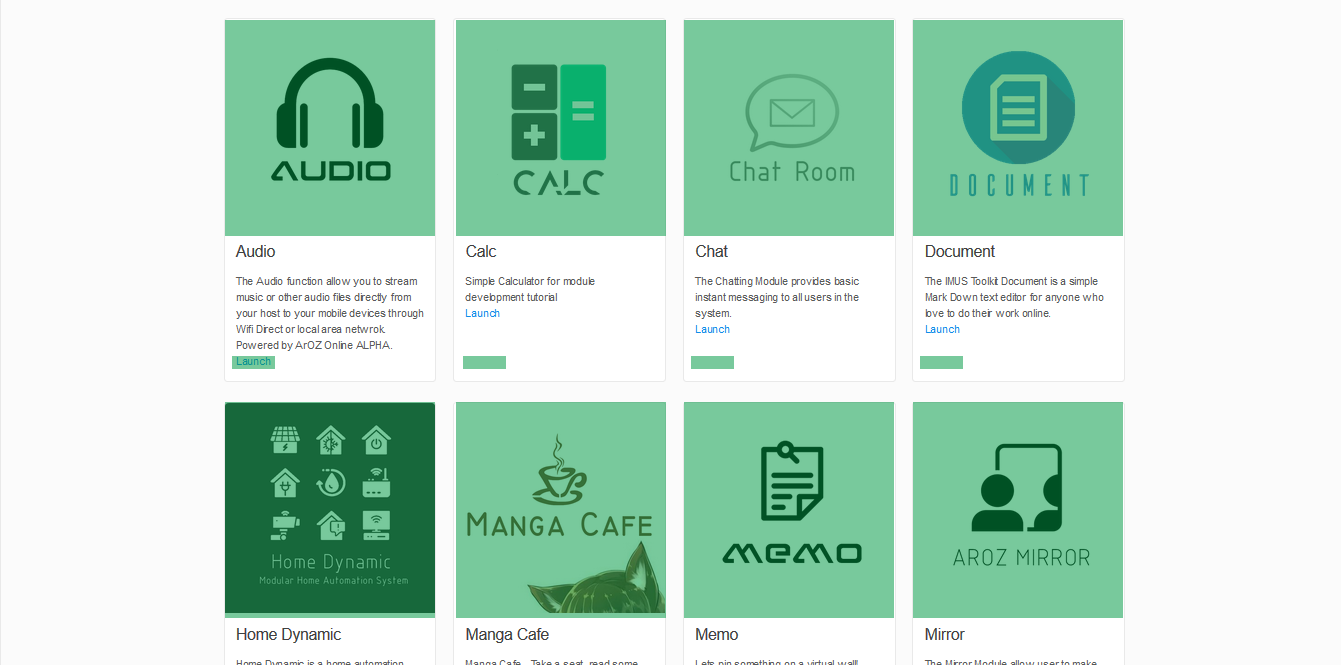 AUDIO
CALC
Chat Room
DOCUMENT
Audio
Calc
Chat
Document
The Audio function allow you to stream
music or other audio files directly from
your host to your mobile devices through
Wifi Direct or local area netwrok.
Powered by ArOZ Online ALPHA.
Launch
Simple Calculator for module
development tutorial
Launch
The Chatting Module provides basic
instant messaging to all users in the
system.
Launch
The IMUS Toolkit Document is a simple
Mark Down text editor for anyone who
love to do their work online.
Launch
Home Dynamic
Modular Home Automation System
MANGA CAFE
MEMO
AROZ MIRROR
Home Dynamic
Manga Cafe
Memo
Mirror
Home Dynamic is a home automation
Manga Cafe. Take a seat, read some
Lets pin something on a virtual wall!
The Mirror Module allow user to make